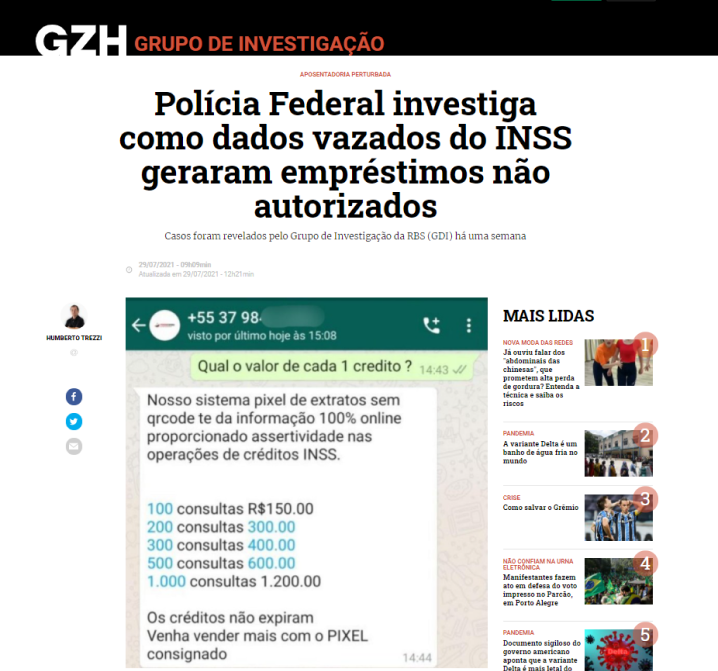 GZH GRUPO DE INVESTIGAÇÃO
APOSENTADORIA PERTURBADA
Polícia Federal investiga
como dados vazados do INSS
geraram empréstimos não
autorizados
Casos foram revelados pelo Grupo de Investigação da RBS (GDI) há uma semana
29/07/2021 - 09h09min
Atualizada em 29/07/2021 - 12h21min
HUMBERTO TREZZI
+55 37 98
visto por último hoje às 15:08
Qual o valor de cada 1 credito ? 14:43
Nosso sistema pixel de extratos sem
qrcode te da informação 100% online
proporcionado assertividade nas
operações de créditos INSS.
100 consultas R$150.00
200 consultas 300.00
300 consultas 400.00
500 consultas 600.00
1.000 consultas 1.200.00
Os créditos não expiram
Venha vender mais com o PIXEL
consignado
14:44
MAIS LIDAS
NOVA MODA DAS REDES
Já ouviu falar dos
"abdominais das
chinesas", que
prometem alta perda
de gordura? Entenda a
técnica e saiba os
riscos
1
PANDEMIA
A variante Delta é um
banho de água fria no
mundo
2
CRISE
Como salvar o Grêmio
3
NÃO CONFIAM NA URNA
ELETRÔNICA
Manifestantes fazem
ato em defesa do voto
impresso no Parcão,
em Porto Alegre
4
PANDEMIA
Documento sigiloso do
governo americano
aponta que a variante
Delta é mais letal do
5
Delta